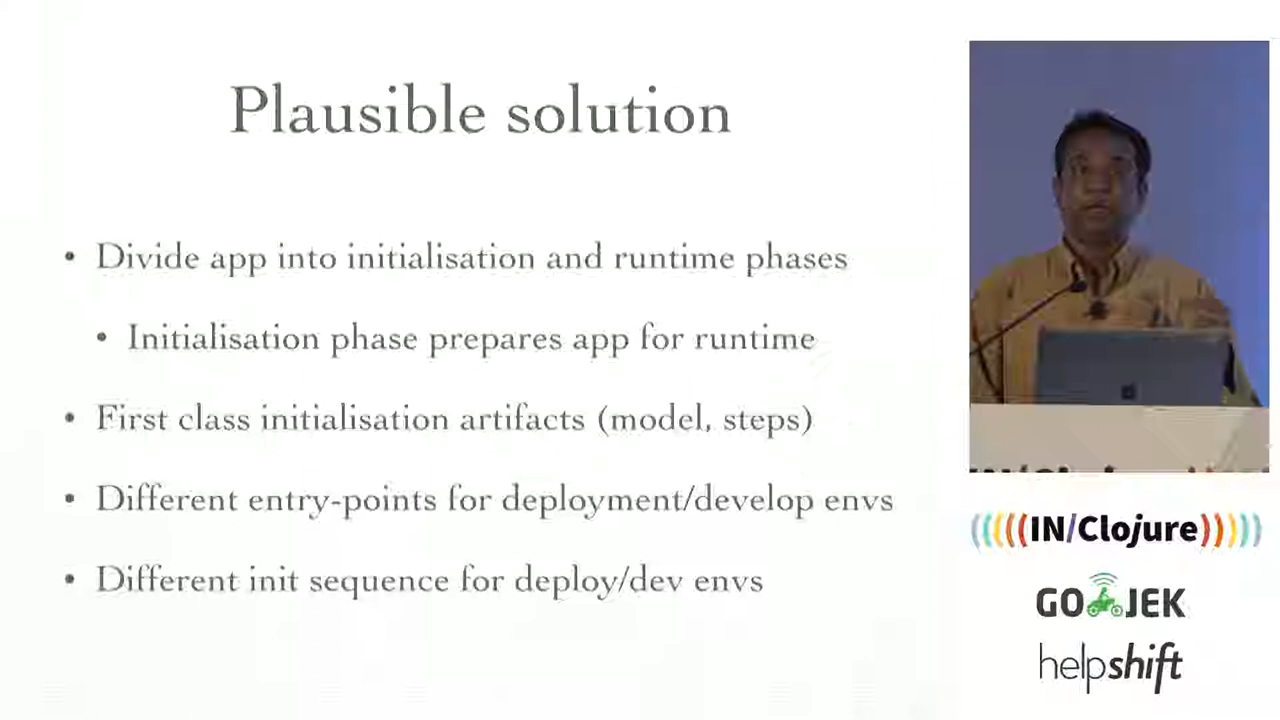 Plausible solution
• Divide app into initialisation and runtime phases
• Initialisation phase prepares app for runtime
• First class initialisation artifacts (model, steps)
• Different entry-points for deployment/develop envs
• Different init sequence for deploy/dev envs
(((((IN/Clojure)))))
GO JEK
helpshift